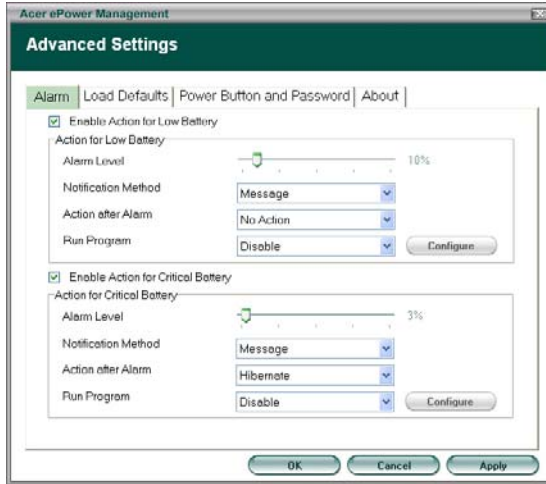 Acer ePower Management
Advanced Settings
Alarm Load Defaults Power Button and Password About
Enable Action for Low Battery
Action for Low Battery
Alarm Level 10%
Notification Method Message
Action after Alarm No Action
Run Program Disable Configure
Enable Action for Critical Battery
Action for Critical Battery
Alarm Level 3%
Notification Method Message
Action after Alarm Hibernate
Run Program Disable Configure
OK Cancel Apply